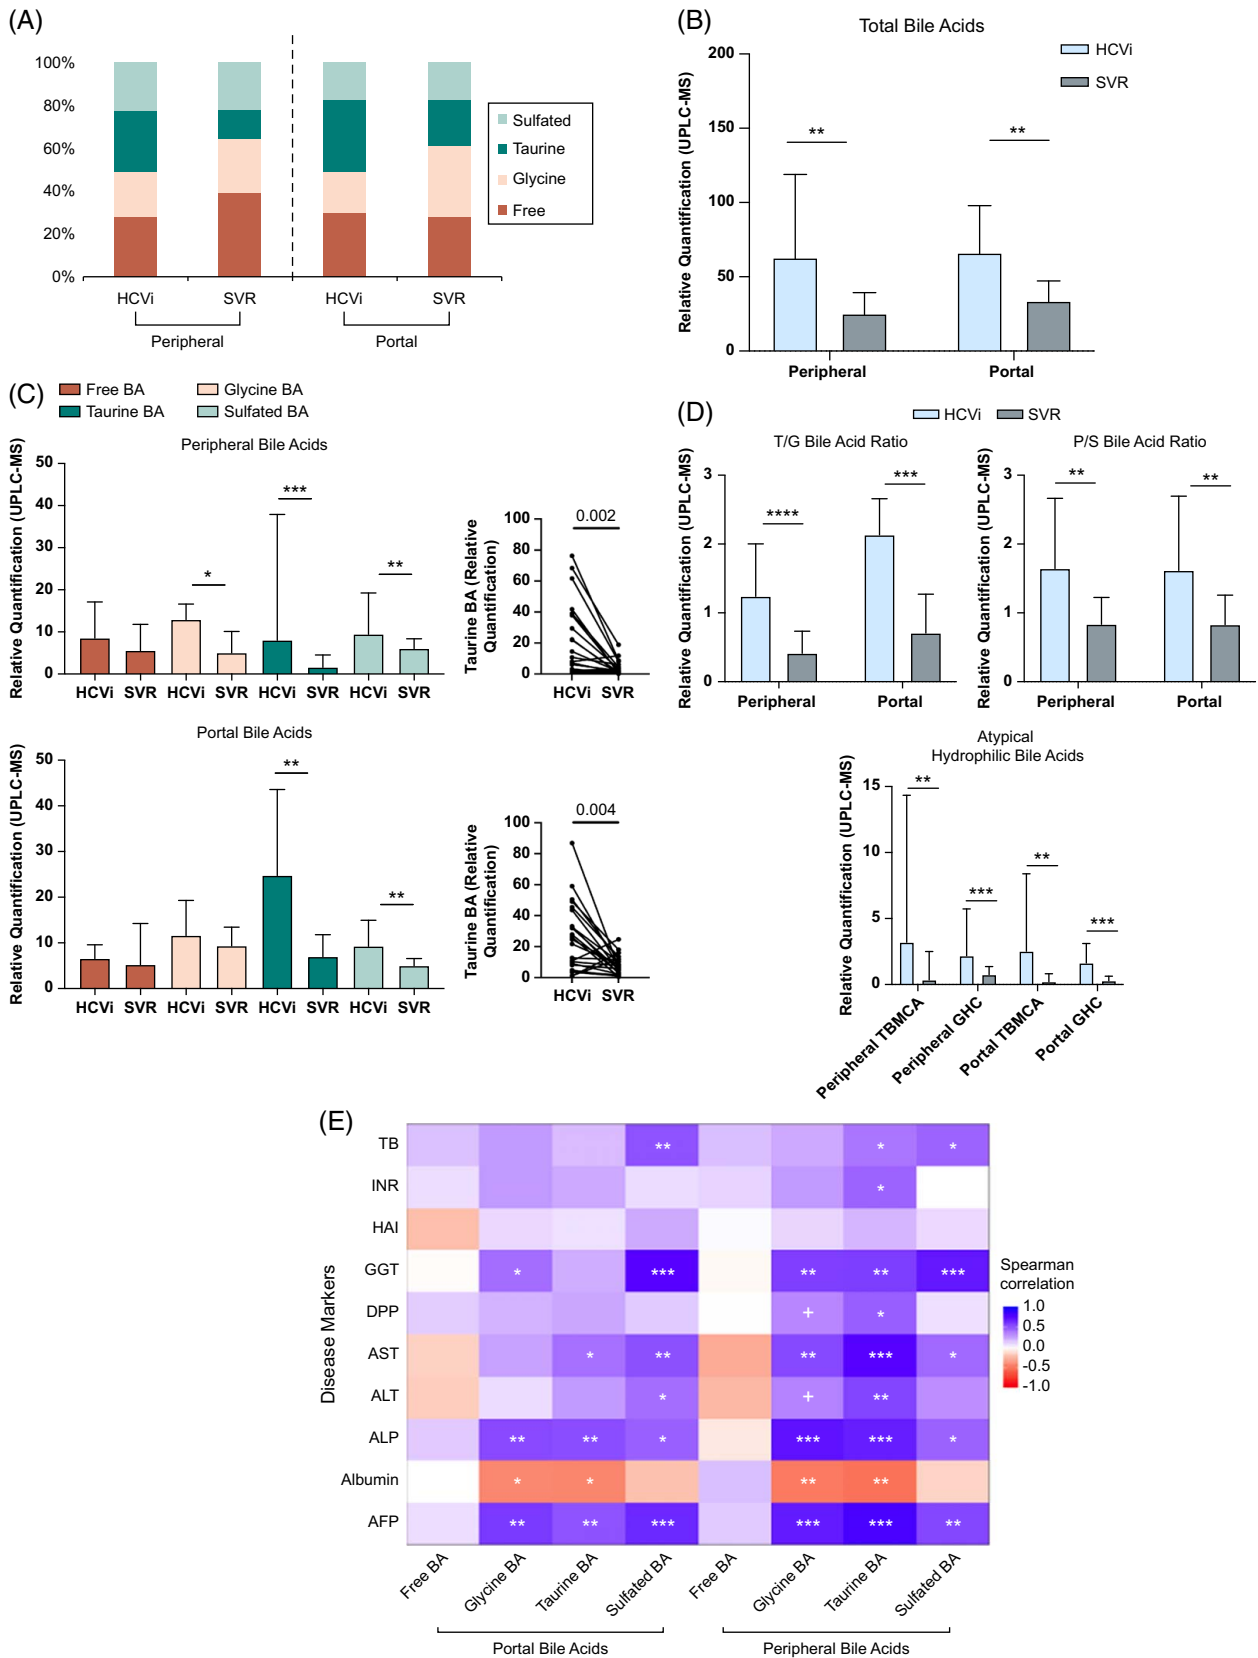 (A)
100%
80%
60%
40%
20%
0%
HCVi
SVR
HCVi
SVR
Peripheral
Portal
Sulfated
Taurine
Glycine
Free
(B)
Total Bile Acids
HCVi
SVR
Relative Quantification (UPLC-MS)
200
150
100
50
0
**
**
Peripheral
Portal
(C)
Free BA
Glycine BA
Taurine BA
Sulfated BA
Peripheral Bile Acids
Relative Quantification (UPLC-MS)
50
40
30
20
10
0
*
***
**
HCVi SVR HCVi SVR HCVi SVR HCVi SVR
Taurine BA (Relative
Quantification)
100
80
60
40
20
0
0.002
HCVi SVR
Portal Bile Acids
Relative Quantification (UPLC-MS)
50
40
30
20
10
0
**
**
HCVi SVR HCVi SVR HCVi SVR HCVi SVR
Taurine BA (Relative
Quantification)
100
80
60
40
20
0
0.004
HCVi SVR
(D)
HCVi
SVR
T/G Bile Acid Ratio
Relative Quantification (UPLC-MS)
3
2
1
0
****
***
Peripheral
Portal
P/S Bile Acid Ratio
Relative Quantification (UPLC-MS)
3
2
1
0
**
**
Peripheral
Portal
Atypical
Hydrophilic Bile Acids
Relative Quantification (UPLC-MS)
15
10
5
0
**
***
**
***
Peripheral TBMCA
Peripheral GHC
Portal TBMCA
Portal GHC
(E)
Disease Markers
TB ** * *
INR *
HAI
GGT * *** ** ** ***
DPP + *
AST * ** ** *** *
ALT * + **
ALP ** ** * *** *** *
Albumin * * ** **
AFP ** ** *** *** *** **
Free BA
Glycine BA
Taurine BA
Sulfated BA
Free BA
Glycine BA
Taurine BA
Sulfated BA
Portal Bile Acids
Peripheral Bile Acids
Spearman
correlation
1.0
0.5
0.0
-0.5
-1.0